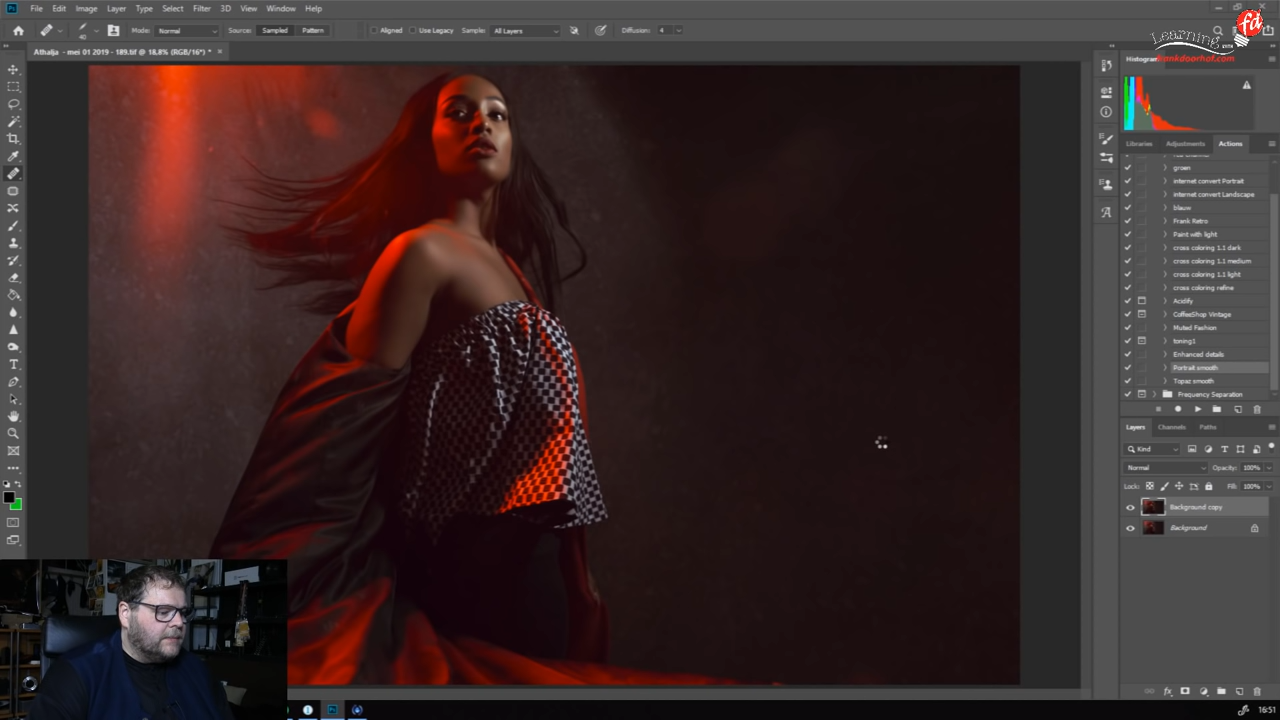 File Edit Image Layer Type Select Filter 3D View Window Help
Mode: Normal Source: Sampled Pattern Aligned Use Legacy Sample: All Layers Diffusion: 4
Learning with fd
frankdoorhof.com
Athalja - mei 01 2019 - 189.tif @ 18,8% (RGB/16*) *
Histogram
Libraries Adjustments Actions
groen
internet convert Portrait
internet convert Landscape
blauw
Frank Retro
Paint with light
cross coloring 1.1 dark
cross coloring 1.1 medium
cross coloring 1.1 light
cross coloring refine
Acidify
CoffeeShop Vintage
Muted Fashion
toning1
Enhanced details
Portrait smooth
Topaz smooth
Frequency Separation
Layers Channels Paths
Kind
Normal Opacity: 100%
Lock: Fill: 100%
Background copy
Background
16:51